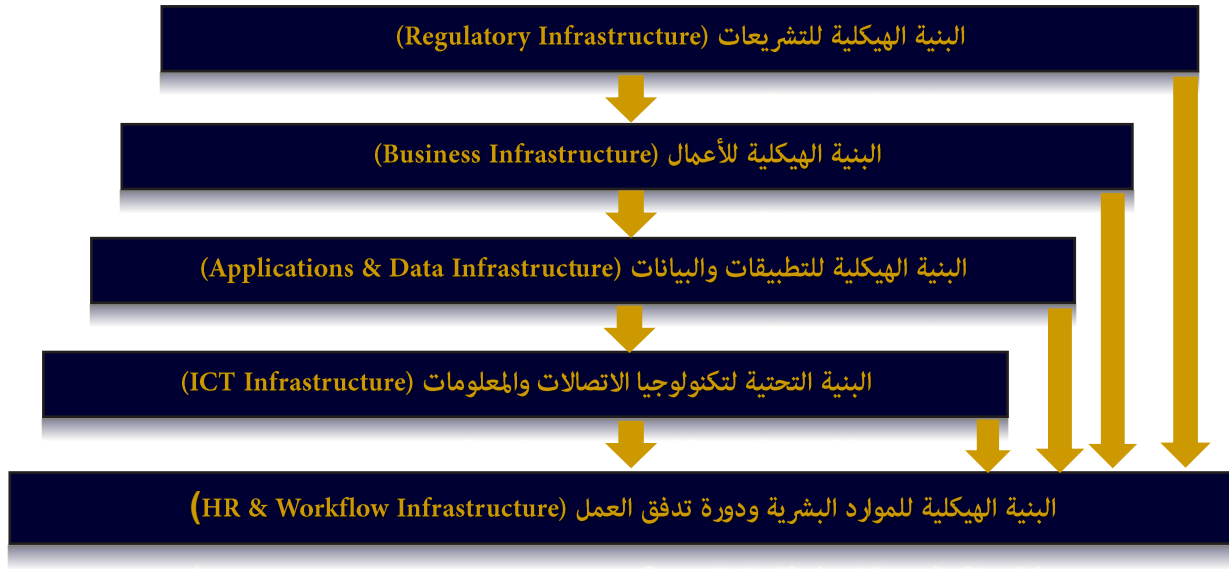 البنية الهيكلية للتشريعات (Regulatory Infrastructure)
البنية الهيكلية للأعمال (Business Infrastructure)
البنية الهيكلية للتطبيقات والبيانات (Applications & Data Infrastructure)
البنية التحتية لتكنولوجيا الاتصالات والمعلومات (ICT Infrastructure)
البنية الهيكلية للموارد البشرية ودورة تدفق العمل (HR & Workflow Infrastructure)